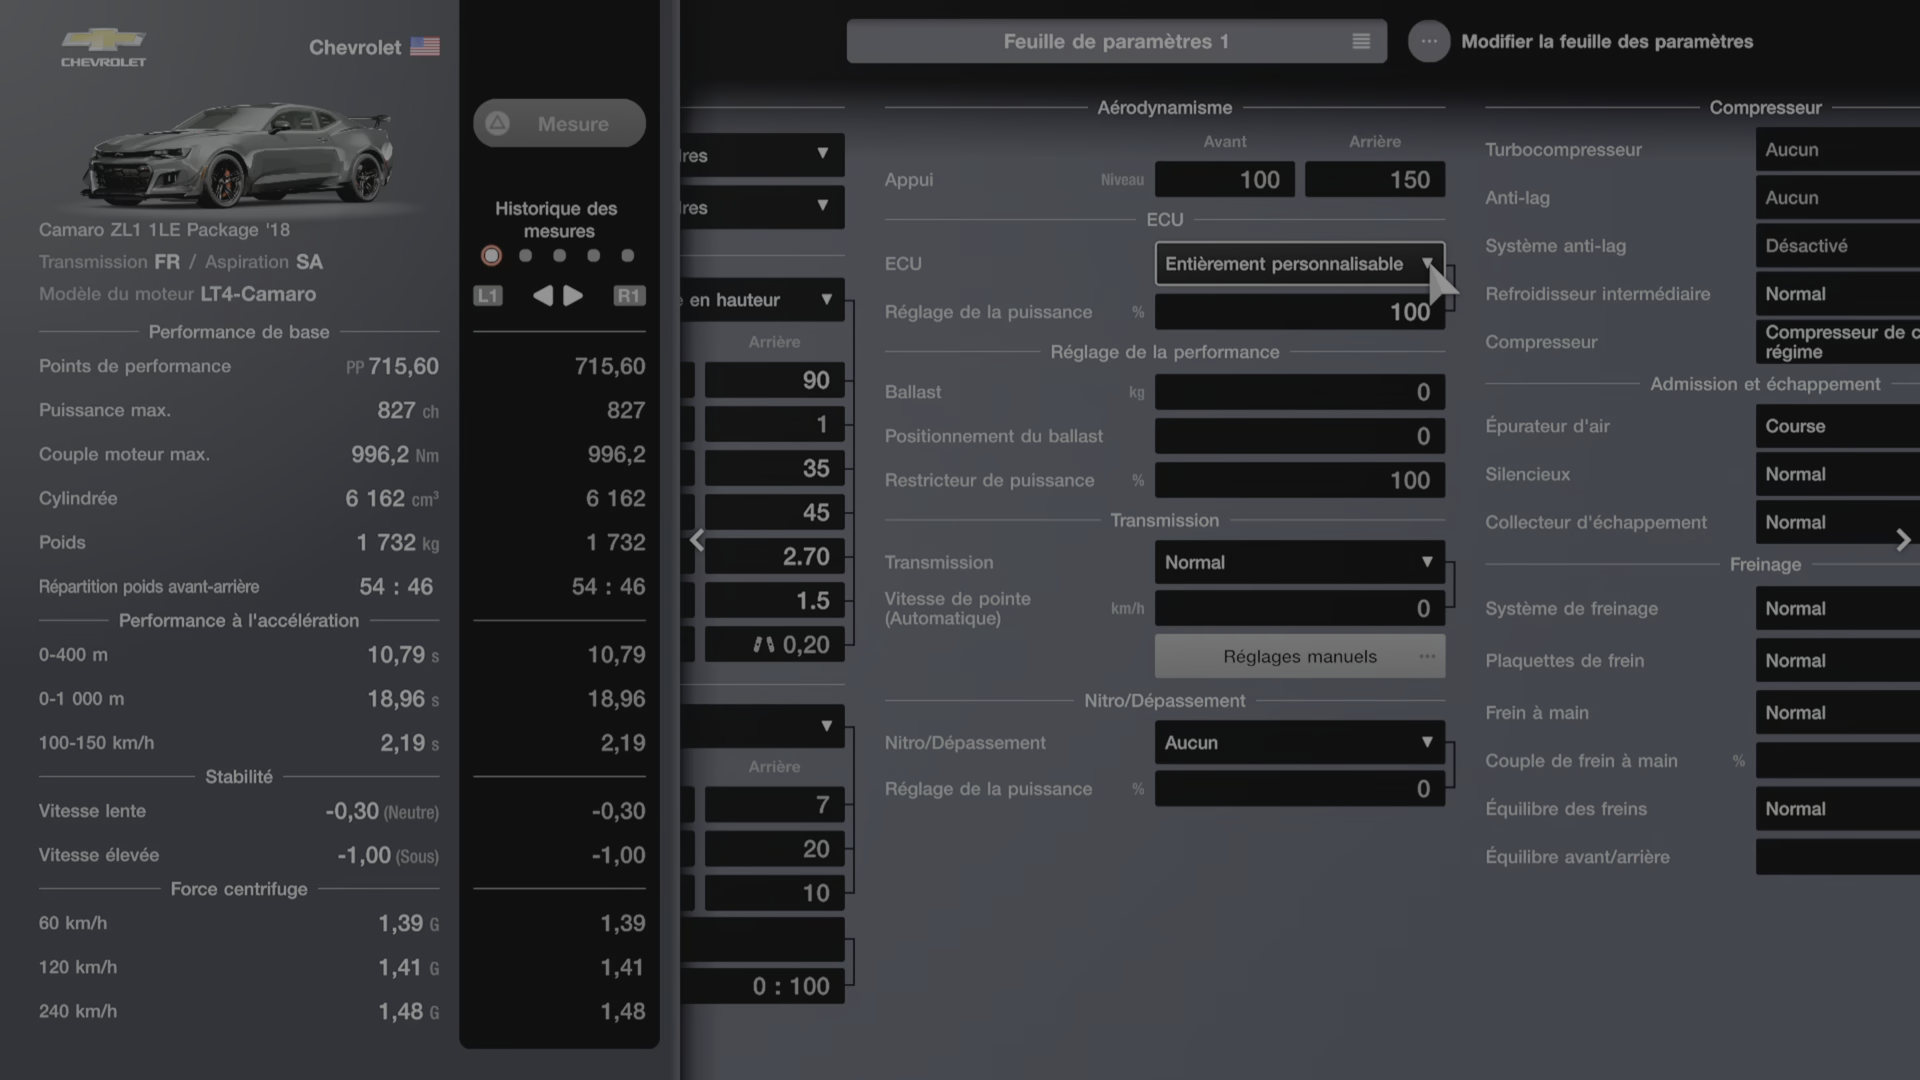 CHEVROLET
Chevrolet
Camaro ZL1 1LE Package '18
Transmission FR / Aspiration SA
Modèle du moteur LT4-Camaro
Performance de base
Points de performance PP 715,60
Puissance max. 827 ch
Couple moteur max. 996,2 Nm
Cylindrée 6 162 cm³
Poids 1 732 kg
Répartition poids avant-arrière 54 : 46
Performance à l'accélération
0-400 m 10,79 s
0-1 000 m 18,96 s
100-150 km/h 2,19 s
Stabilité
Vitesse lente -0,30 (Neutre)
Vitesse élevée -1,00 (Sous)
Force centrifuge
60 km/h 1,39 G
120 km/h 1,41 G
240 km/h 1,48 G
Mesure
Historique des
mesures
L1 R1
715,60
827
996,2
6 162
1 732
54 : 46
10,79
18,96
2,19
-0,30
-1,00
1,39
1,41
1,48
Feuille de paramètres 1
Modifier la feuille des paramètres
en hauteur
Arrière
90
1
35
45
2.70
1.5
0,20
Arrière
7
20
10
0 : 100
Aérodynamisme
Avant Arrière
Appui Niveau 100 150
ECU
ECU Entièrement personnalisable
Réglage de la puissance % 100
Réglage de la performance
Ballast kg 0
Positionnement du ballast 0
Restricteur de puissance % 100
Transmission
Transmission Normal
Vitesse de pointe
(Automatique) km/h 0
Réglages manuels
Nitro/Dépassement
Nitro/Dépassement Aucun
Réglage de la puissance % 0
Compresseur
Turbocompresseur Aucun
Anti-lag Aucun
Système anti-lag Désactivé
Refroidisseur intermédiaire Normal
Compresseur Compresseur de
régime
Admission et échappement
Épurateur d'air Course
Silencieux Normal
Collecteur d'échappement Normal
Freinage
Système de freinage Normal
Plaquettes de frein Normal
Frein à main Normal
Couple de frein à main %
Équilibre des freins Normal
Équilibre avant/arrière